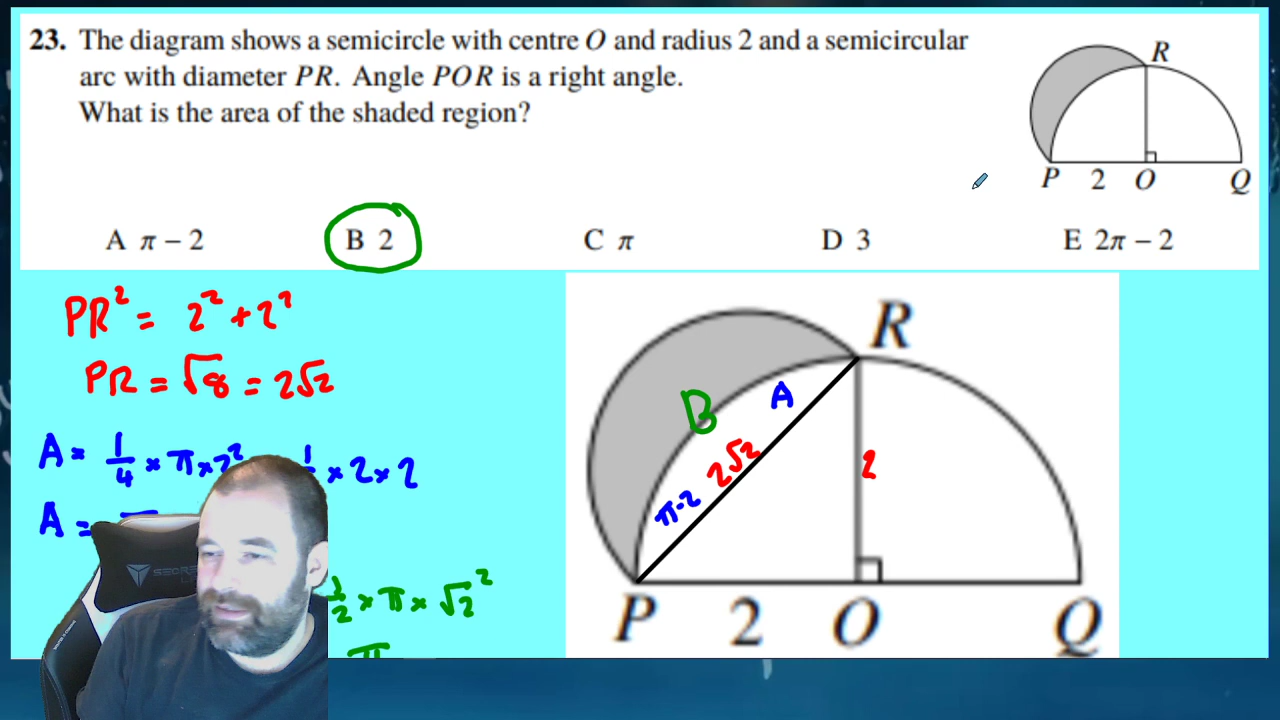 23. The diagram shows a semicircle with centre O and radius 2 and a semicircular
arc with diameter PR. Angle POR is a right angle.
What is the area of the shaded region?
R
P 2 O Q
A π − 2 B 2 C π D 3 E 2π − 2
PR² = 2² + 2²
PR = √8 = 2√2
A = 1/4 × π × 2² 1/ × 2 × 2
A =
1/2 × π × √2²
π
R
A
B
2√2
2
π-2
P 2 O Q